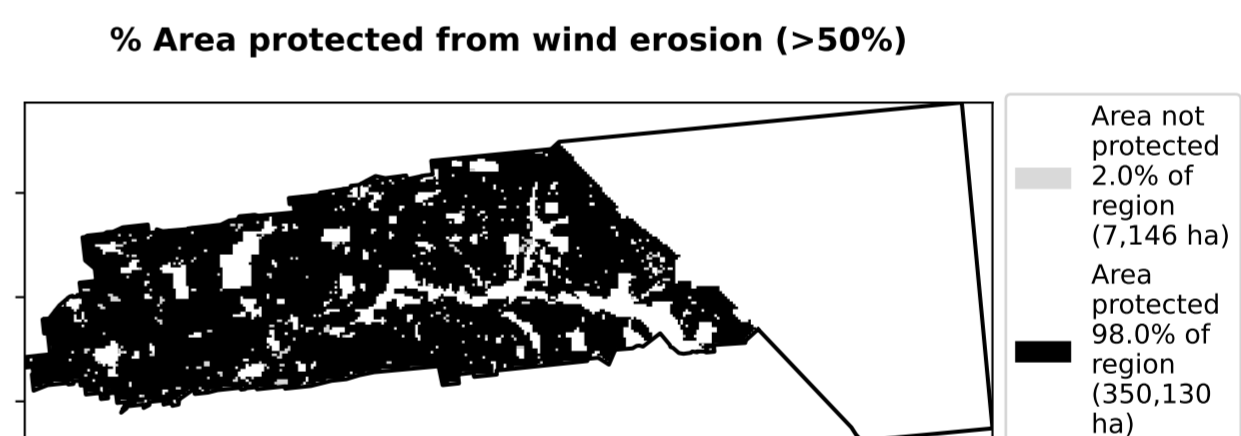 % Area protected from wind erosion (>50%)
Area not
protected
2.0% of
region
(7,146 ha)
Area
protected
98.0% of
region
(350,130
ha)